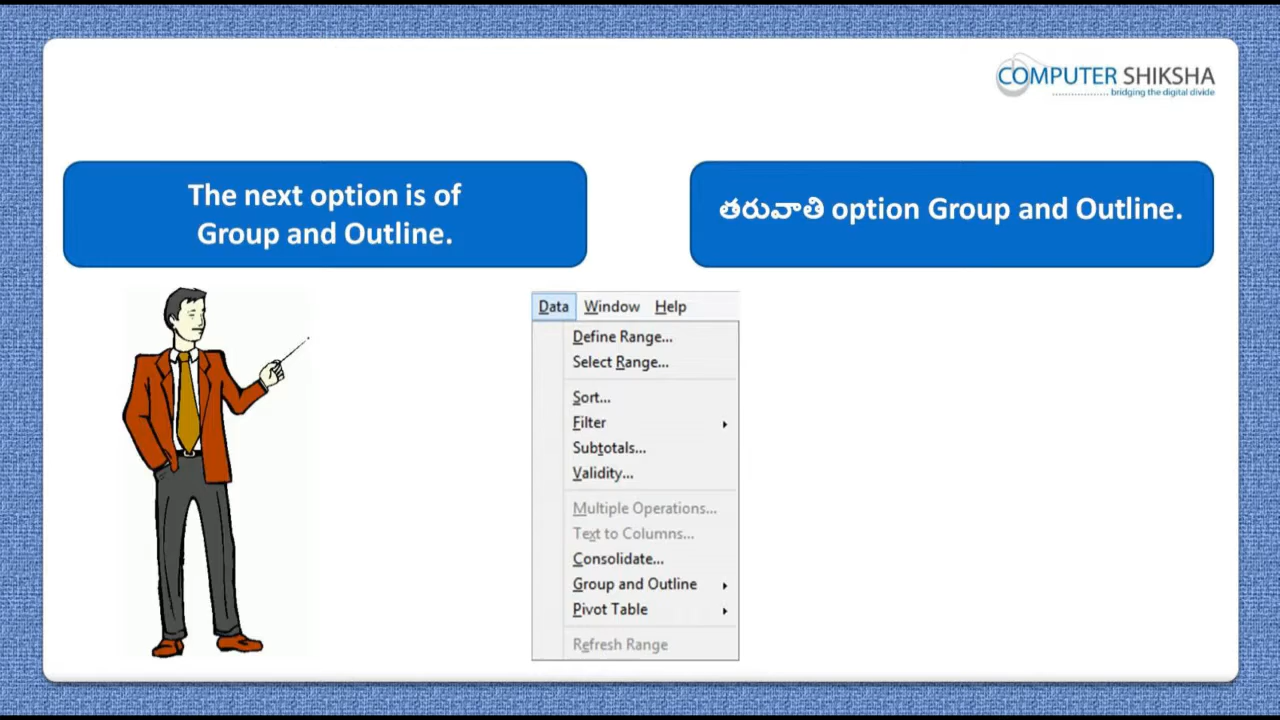 COMPUTER SHIKSHA
bridging the digital divide
The next option is of
Group and Outline.
తరువాతి option Group and Outline.
Data Window Help
Define Range...
Select Range...
Sort...
Filter
Subtotals...
Validity...
Multiple Operations...
Text to Columns...
Consolidate...
Group and Outline
Pivot Table
Refresh Range